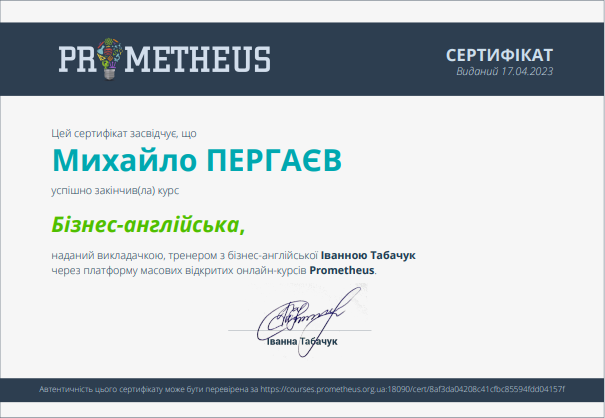 PROMETHEUS
СЕРТИФІКАТ
Виданий 17.04.2023
Цей сертифікат засвідчує, що
Михайло ПЕРГАЄВ
успішно закінчив(ла) курс
Бізнес-англійська,
наданий викладачкою, тренером з бізнес-англійської Іванною Табачук
через платформу масових відкритих онлайн-курсів Prometheus.
Іванна Табачук
Автентичність цього сертифікату може бути перевірена за https://courses.prometheus.org.ua:18090/cert/8af3da04208c41cfbc85594fdd04157f